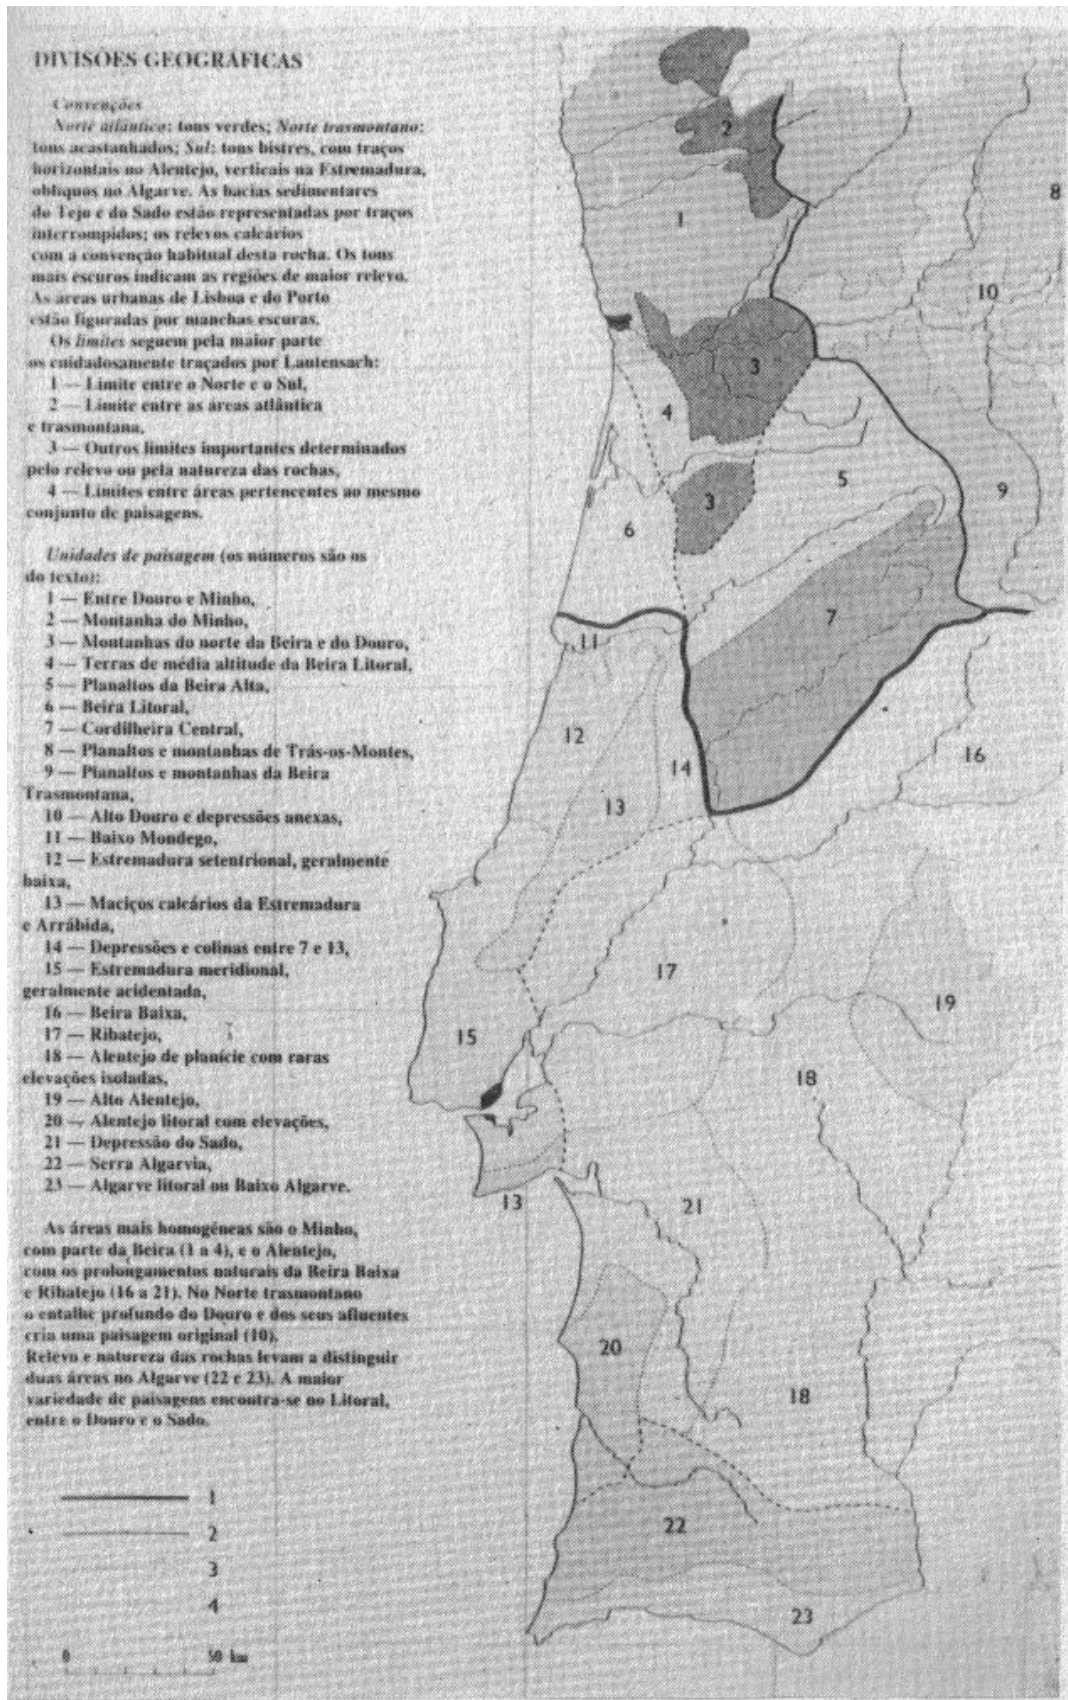 DIVISÕES GEOGRÁFICAS
Convenções
Norte atlântico: tons verdes; Norte trasmontano:
tons acastanhados; Sul: tons bistres, com traços
horizontais no Alentejo, verticais na Estremadura,
oblíquos no Algarve. As bacias sedimentares
do Tejo e do Sado estão representadas por traços
interrompidos; os relevos calcários
com a convenção habitual desta rocha. Os tons
mais escuros indicam as regiões de maior relevo.
As áreas urbanas de Lisboa e do Porto
estão figuradas por manchas escuras.
Os limites seguem pela maior parte
os cuidadosamente traçados por Lautensach:
1 — Limite entre o Norte e o Sul,
2 — Limite entre as áreas atlântica
e trasmontana,
3 — Outros limites importantes determinados
pelo relevo ou pela natureza das rochas,
4 — Limites entre áreas pertencentes ao mesmo
conjunto de paisagens.
Unidades de paisagem (os números são os
do texto):
1 — Entre Douro e Minho,
2 — Montanha do Minho,
3 — Montanhas do norte da Beira e do Douro,
4 — Terras de média altitude da Beira Litoral,
5 — Planaltos da Beira Alta,
6 — Beira Litoral,
7 — Cordilheira Central,
8 — Planaltos e montanhas de Trás-os-Montes,
9 — Planaltos e montanhas da Beira
Trasmontana,
10 — Alto Douro e depressões anexas,
11 — Baixo Mondego,
12 — Estremadura setentrional, geralmente
baixa,
13 — Maciços calcários da Estremadura
e Arrábida,
14 — Depressões e colinas entre 7 e 13,
15 — Estremadura meridional,
geralmente acidentada,
16 — Beira Baixa,
17 — Ribatejo,
18 — Alentejo de planície com raras
elevações isoladas,
19 — Alto Alentejo,
20 — Alentejo litoral com elevações,
21 — Depressão do Sado,
22 — Serra Algarvia,
23 — Algarve litoral ou Baixo Algarve.
As áreas mais homogéneas são o Minho,
com parte da Beira (1 a 4), e o Alentejo,
com os prolongamentos naturais da Beira Baixa
e Ribatejo (16 a 21). No Norte trasmontano
o entalhe profundo do Douro e dos seus afluentes
cria uma paisagem original (10).
Relevo e natureza das rochas levam a distinguir
duas áreas no Algarve (22 e 23). A maior
variedade de paisagens encontra-se no Litoral,
entre o Douro e o Sado.
1
2
3
4
0 50 km
2
8
1
10
3
4
5
9
3
6
7
11
12
16
14
13
17
19
15
18
13
21
20
18
22
23